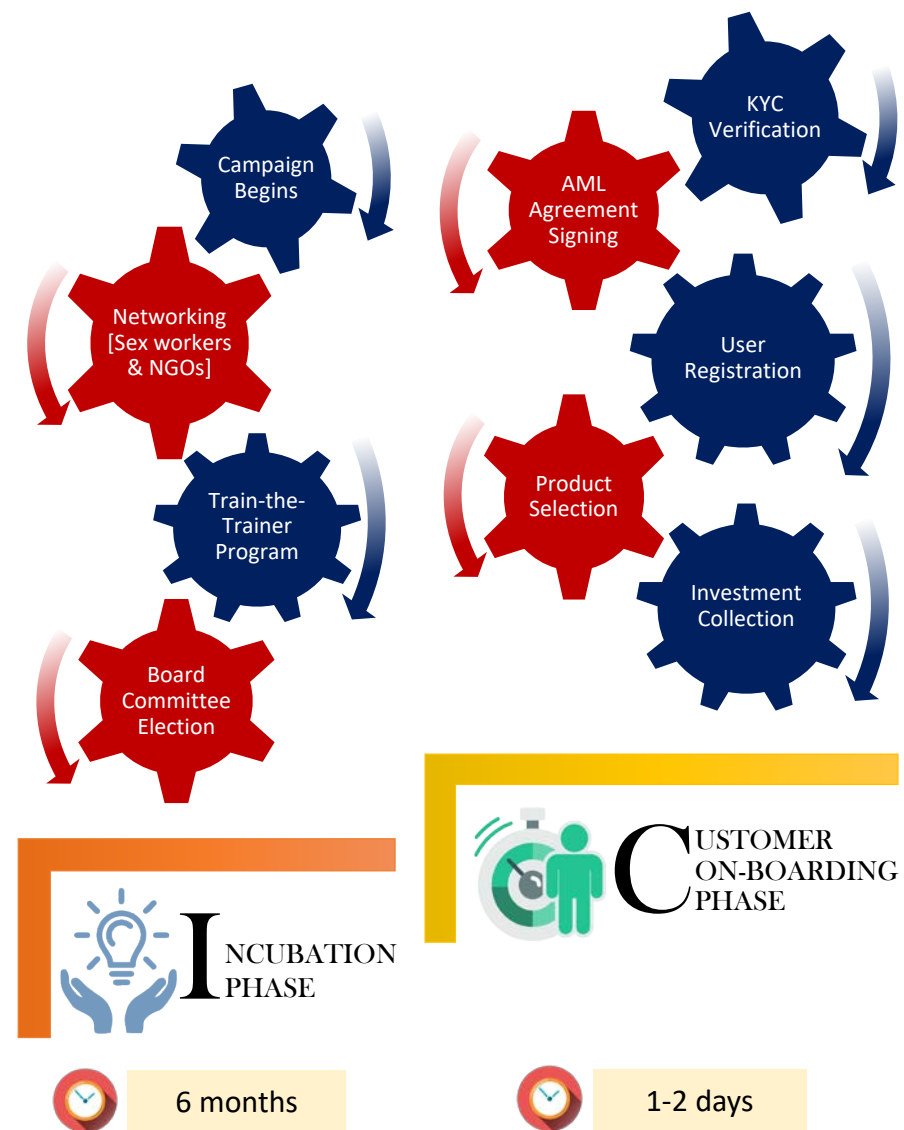 Campaign
Begins
Networking
[Sex workers
& NGOs]
Train-the-
Trainer
Program
Board
Committee
Election
INCUBATION
PHASE
6 months
KYC
Verification
AML
Agreement
Signing
User
Registration
Product
Selection
Investment
Collection
CUSTOMER
ON-BOARDING
PHASE
1-2 days